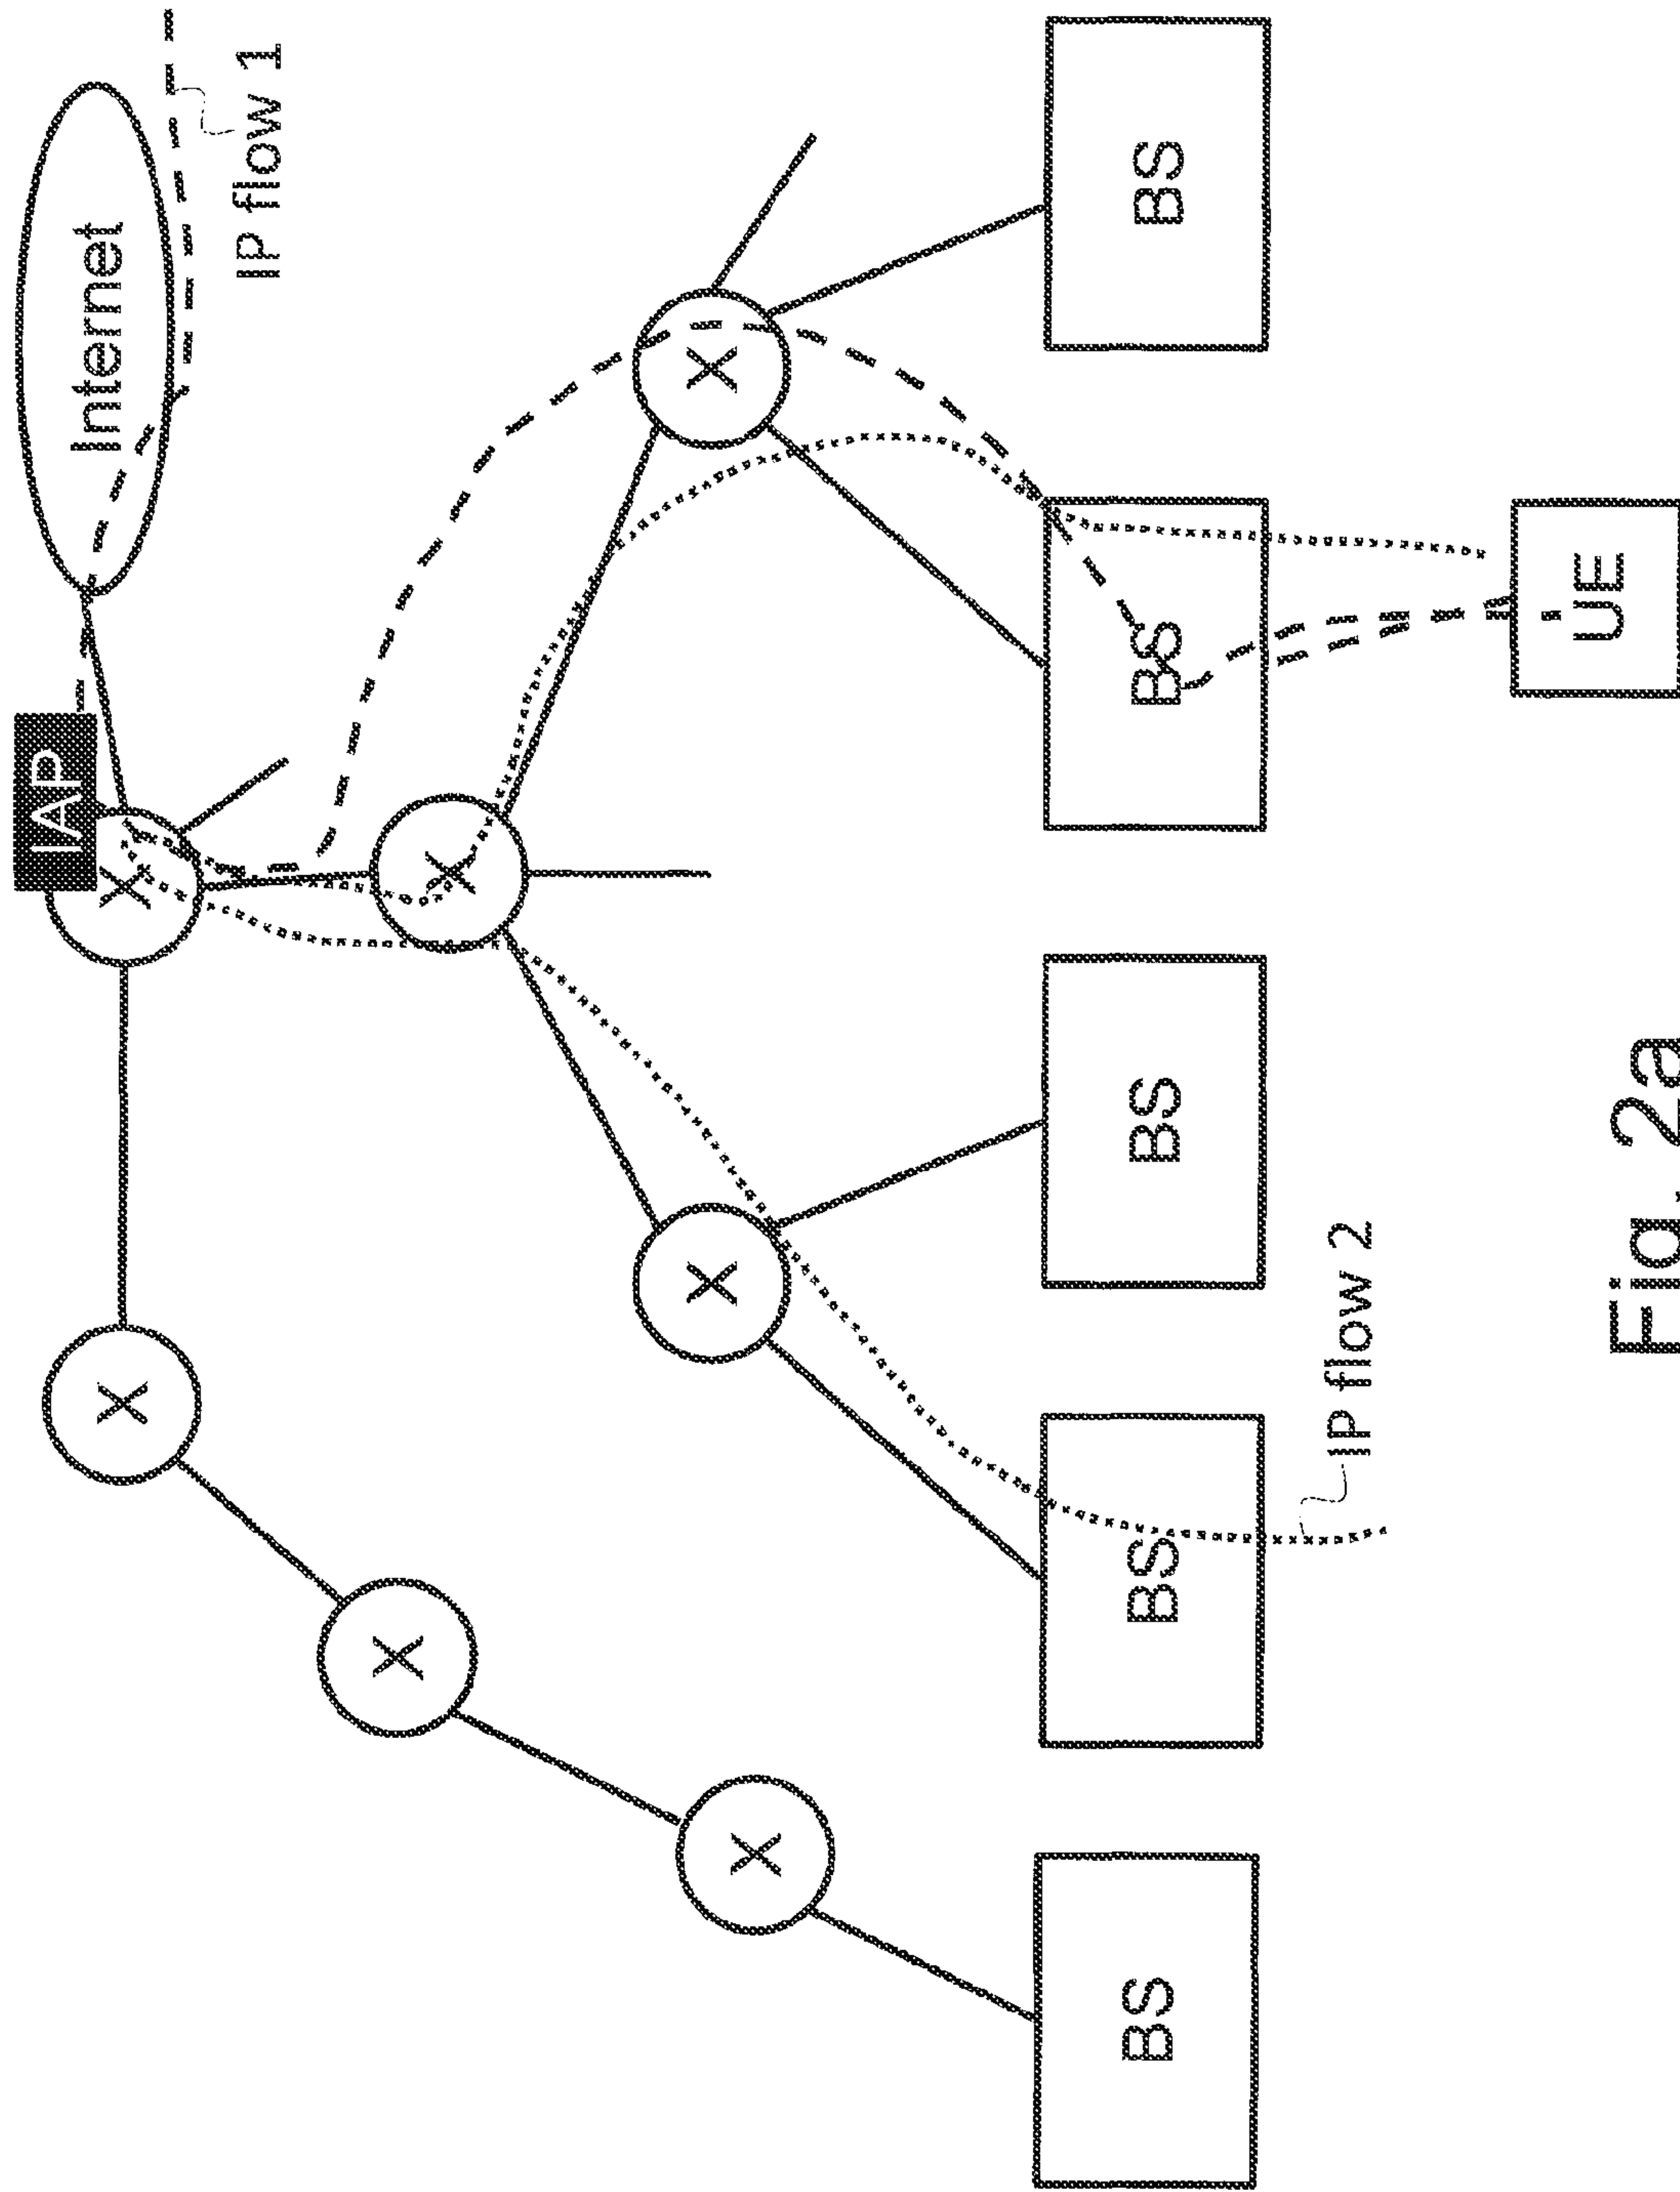 IAP
Internet
X
X
IP flow 1
X
X
X
X
X
BS
BS
BS
BS
BS
IP flow 2
UE
Fig. 2a